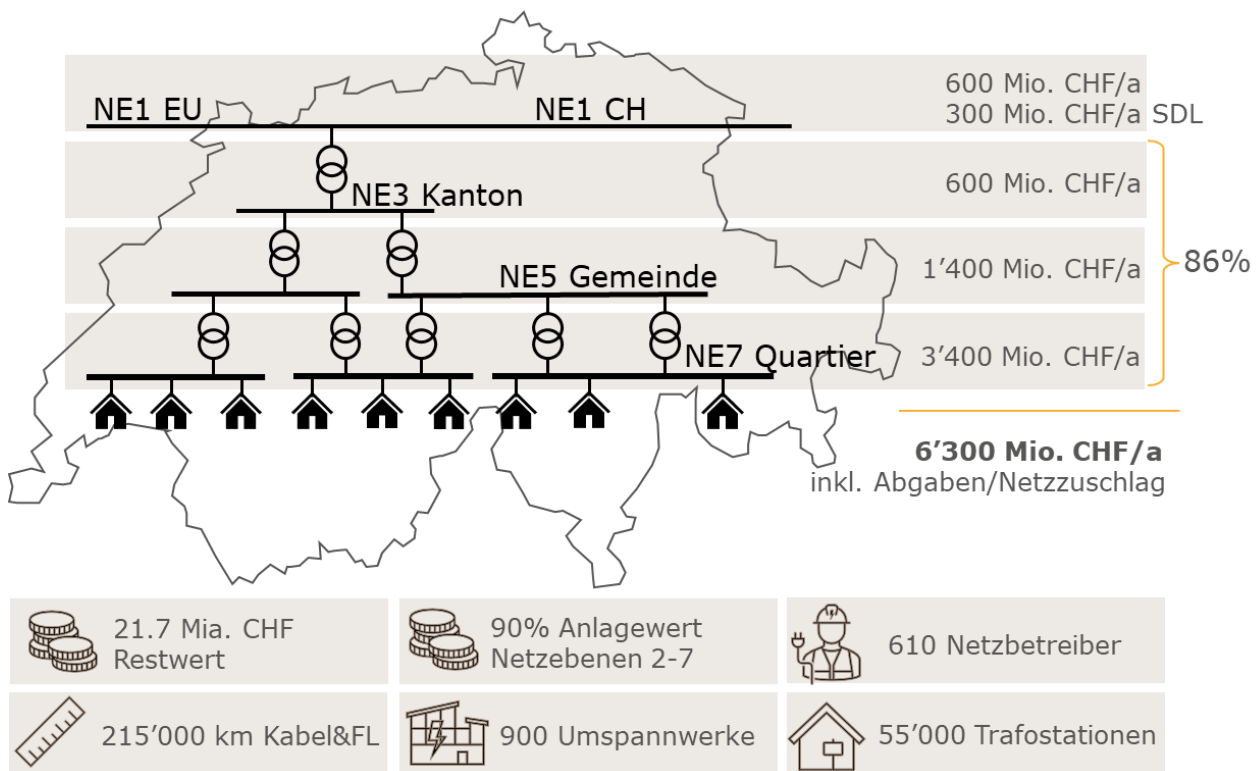 600 Mio. CHF/a
NE1 EU
NE1 CH
300 Mio. CHF/a SDL
NE3 Kanton
600 Mio. CHF/a
NE5 Gemeinde
1’400 Mio. CHF/a
86%
NE7 Quartier
3’400 Mio. CHF/a
6’300 Mio. CHF/a
inkl. Abgaben/Netzzuschlag
21.7 Mia. CHF
Restwert
90% Anlagewert
Netzebenen 2-7
610 Netzbetreiber
215’000 km Kabel&FL
900 Umspannwerke
55’000 Trafostationen